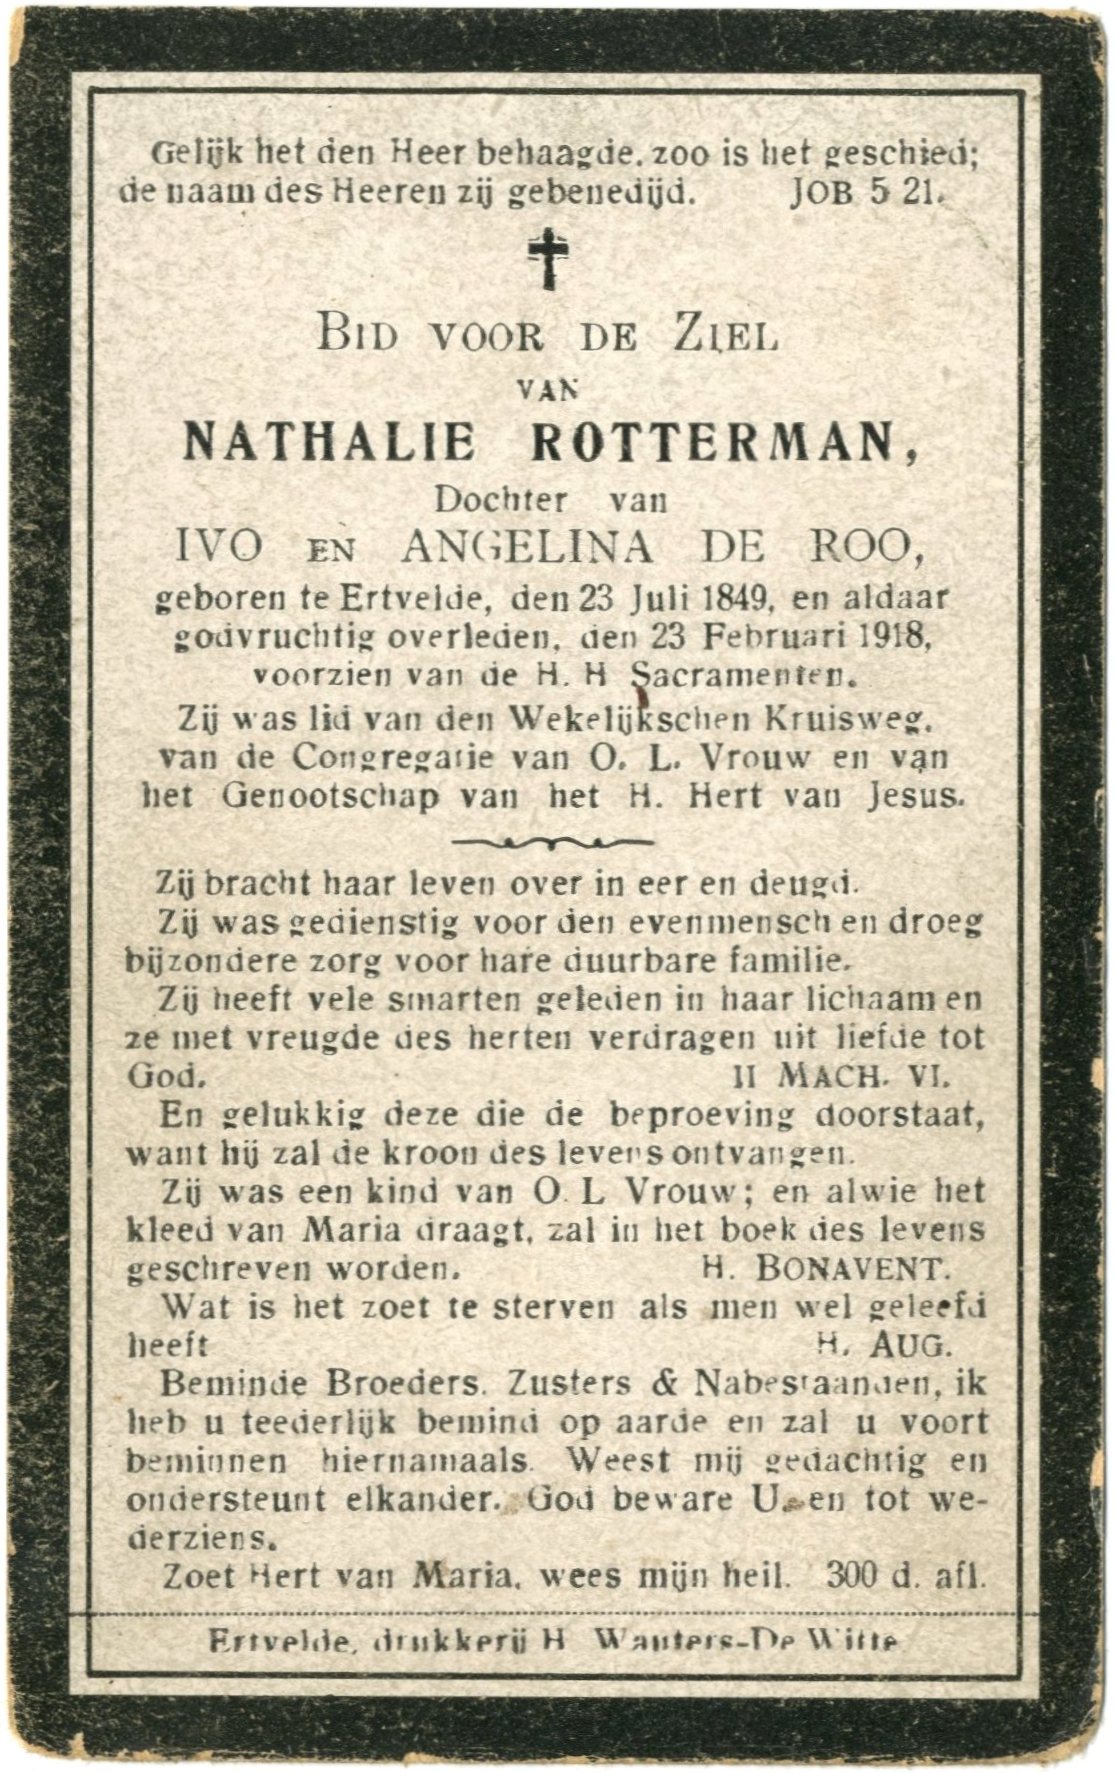 Gelijk het den Heer behaagde, zoo is het geschied;
de naam des Heeren zij gebenedijd. JOB 5 21.
BID VOOR DE ZIEL
VAN
NATHALIE ROTTERMAN,
Dochter van
IVO EN ANGELINA DE ROO,
geboren te Ertvelde, den 23 Juli 1849, en aldaar
godvruchtig overleden, den 23 Februari 1918,
voorzien van de H. H Sacramenten.
Zij was lid van den Wekelijkschen Kruisweg,
van de Congregatie van O. L. Vrouw en van
het Genootschap van het H. Hert van Jesus.
Zij bracht haar leven over in eer en deugd.
Zij was gedienstig voor den evenmensch en droeg
bijzondere zorg voor hare duurbare familie.
Zij heeft vele smarten geleden in haar lichaam en
ze met vreugde des herten verdragen uit liefde tot
God. II MACH. VI.
En gelukkig deze die de beproeving doorstaat,
want hij zal de kroon des levens ontvangen.
Zij was een kind van O. L Vrouw; en alwie het
kleed van Maria draagt, zal in het boek des levens
geschreven worden. H. BONAVENT.
Wat is het zoet te sterven als men wel geleefd
heeft H. AUG.
Beminde Broeders, Zusters & Nabestaanden, ik
heb u teederlijk bemind op aarde en zal u voort
beminnen hiernamaals. Weest mij gedachtig en
ondersteunt elkander. God beware U. en tot we-
derziens.
Zoet Hert van Maria, wees mijn heil. 300 d. afl.
Ertvelde, drukkerij H Wauters-De Witte